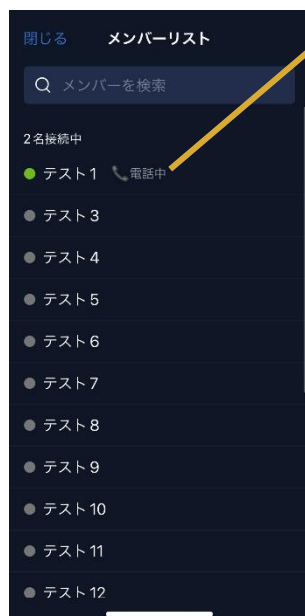 閉じる メンバーリスト
メンバーを検索
2名接続中
テスト1 電話中
テスト3
テスト4
テスト5
テスト6
テスト7
テスト8
テスト9
テスト10
テスト11
テスト12